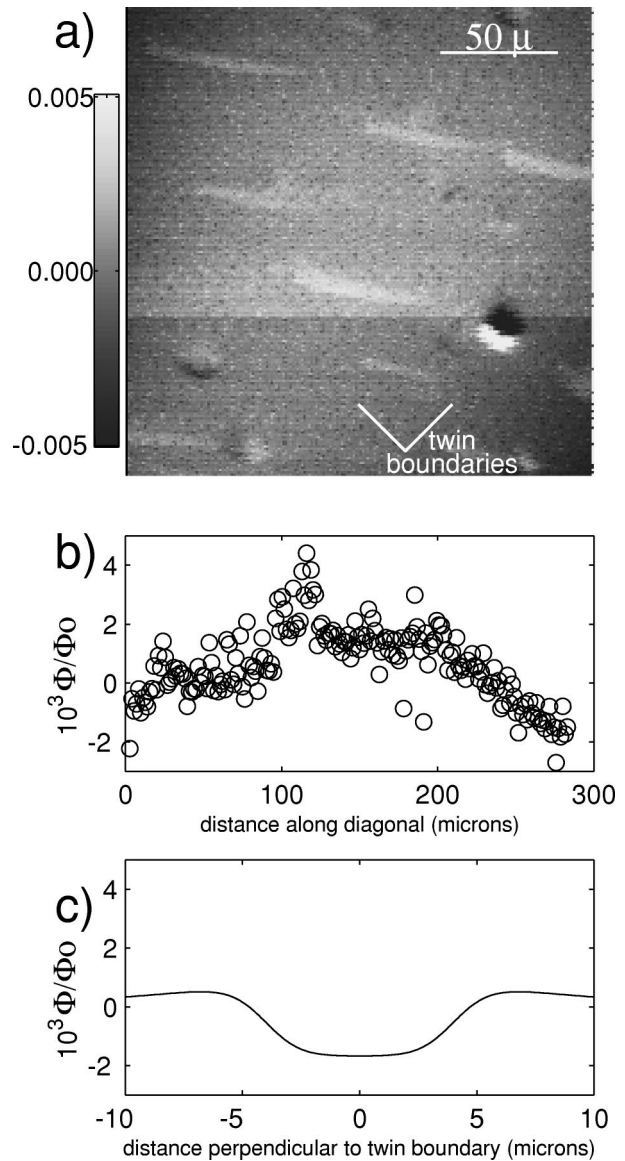 a)
50 μ
0.005
0.000
-0.005
twin
boundaries
b)
4
2
0
-2
10³Φ/Φo
0 100 200 300
distance along diagonal (microns)
c)
4
2
0
-2
10³Φ/Φo
-10 -5 0 5 10
distance perpendicular to twin boundary (microns)